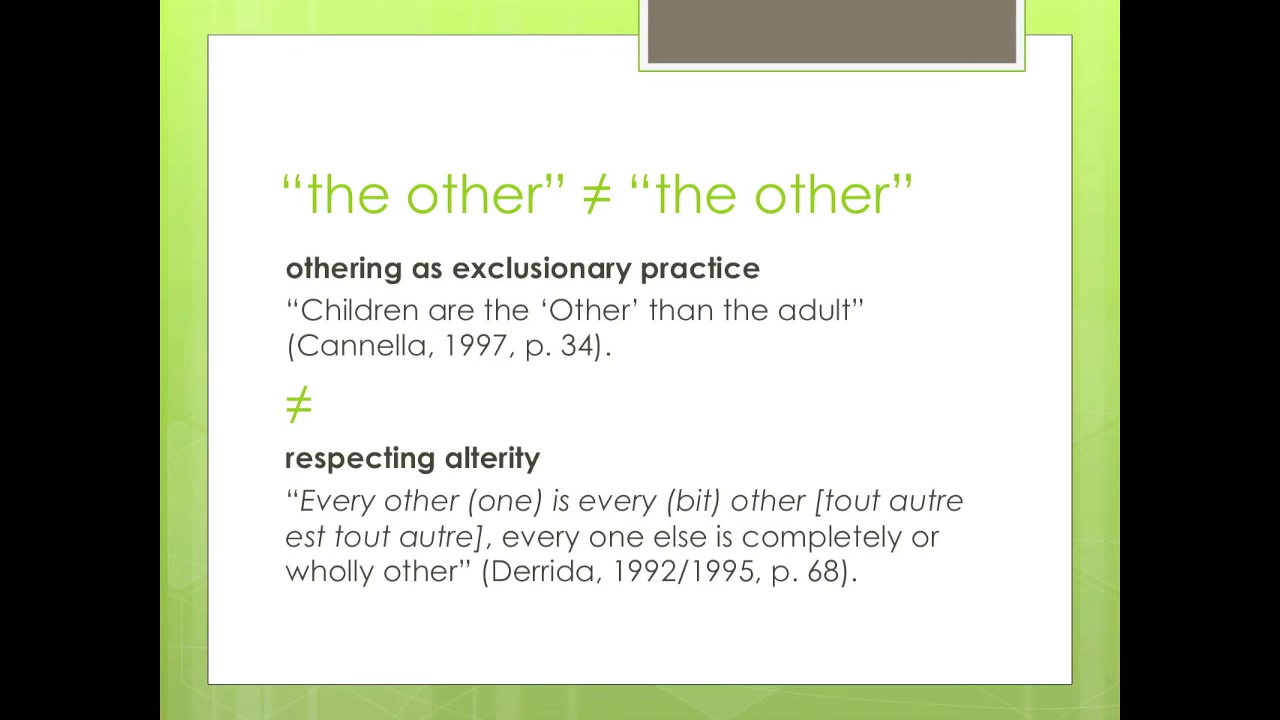 “the other” ≠ “the other”
othering as exclusionary practice
“Children are the ‘Other’ than the adult”
(Cannella, 1997, p. 34).
≠
respecting alterity
“Every other (one) is every (bit) other [tout autre
est tout autre], every one else is completely or
wholly other” (Derrida, 1992/1995, p. 68).